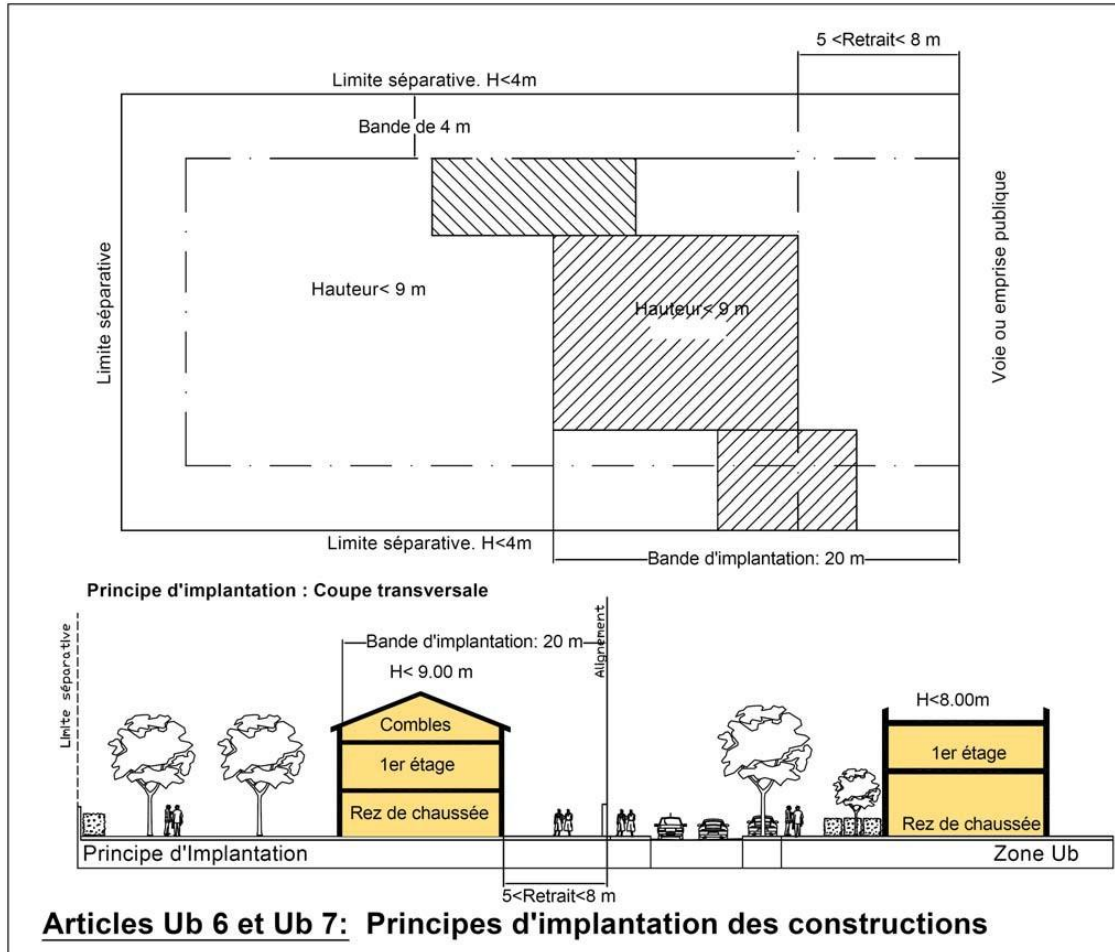 5 <Retrait< 8 m
Limite séparative. H<4m
Bande de 4 m
Limite séparative
Hauteur< 9 m
Hauteur< 9 m
Voie ou emprise publique
Limite séparative. H<4m
Bande d'implantation: 20 m
Principe d'implantation : Coupe transversale
Limite séparative
Bande d'implantation: 20 m
Alignement
H< 9.00 m
H<8.00m
Combles
1er étage
1er étage
Rez de chaussée
Rez de chaussée
Principe d'Implantation
Zone Ub
5<Retrait<8 m
Articles Ub 6 et Ub 7: Principes d'implantation des constructions